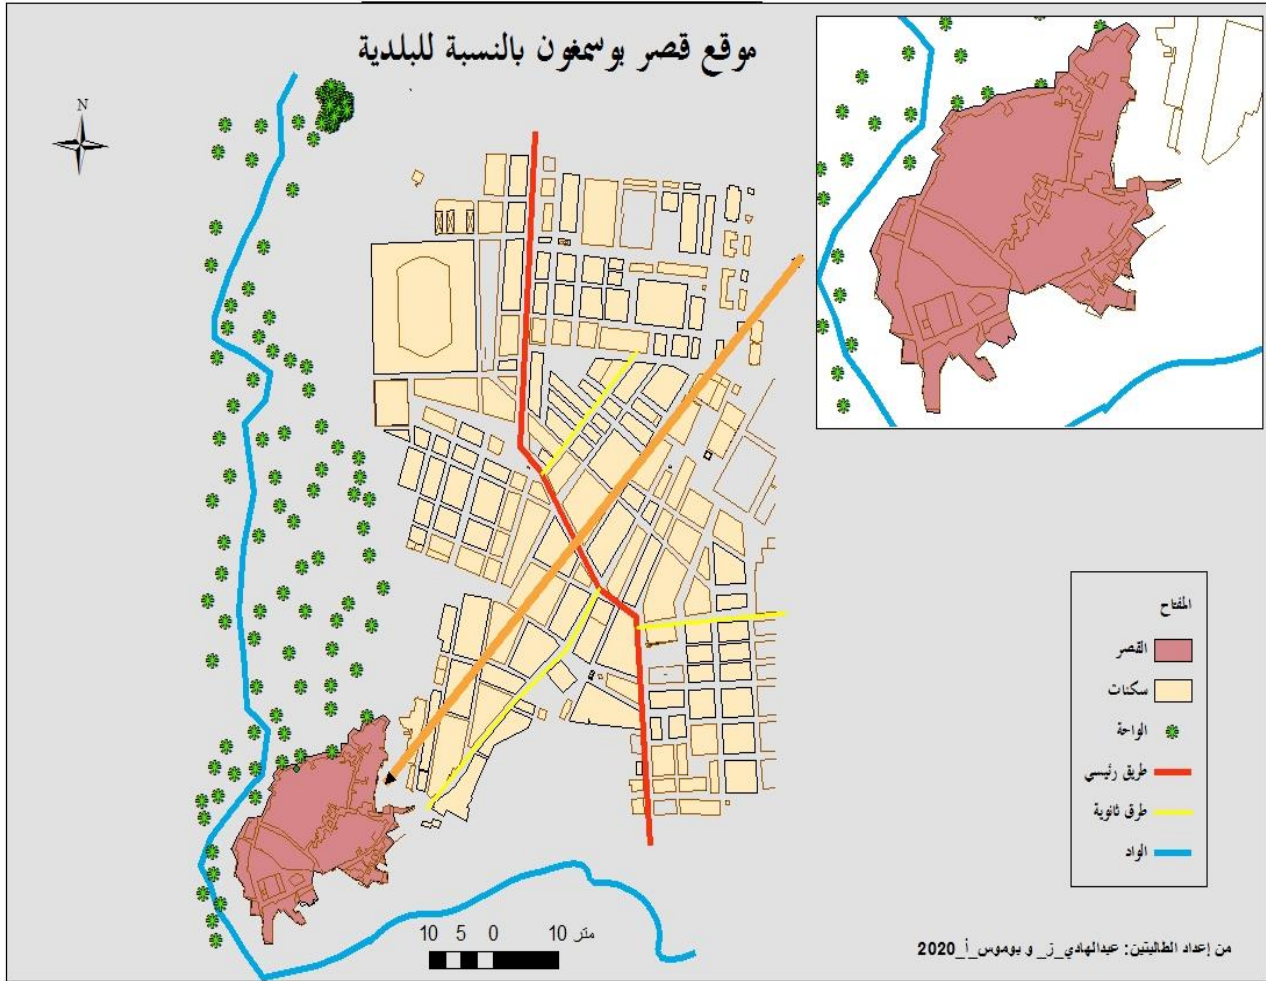 موقع قصر بوسمغون بالنسبة للبلدية
N
المفتاح
القصر
سكنات
الواحة
طريق رئيسي
طرق ثانوية
الواد
10 5 0 10 متر
من إعداد الطالبتين: عبدالهادي_ز_ و بوموس_أ_2020